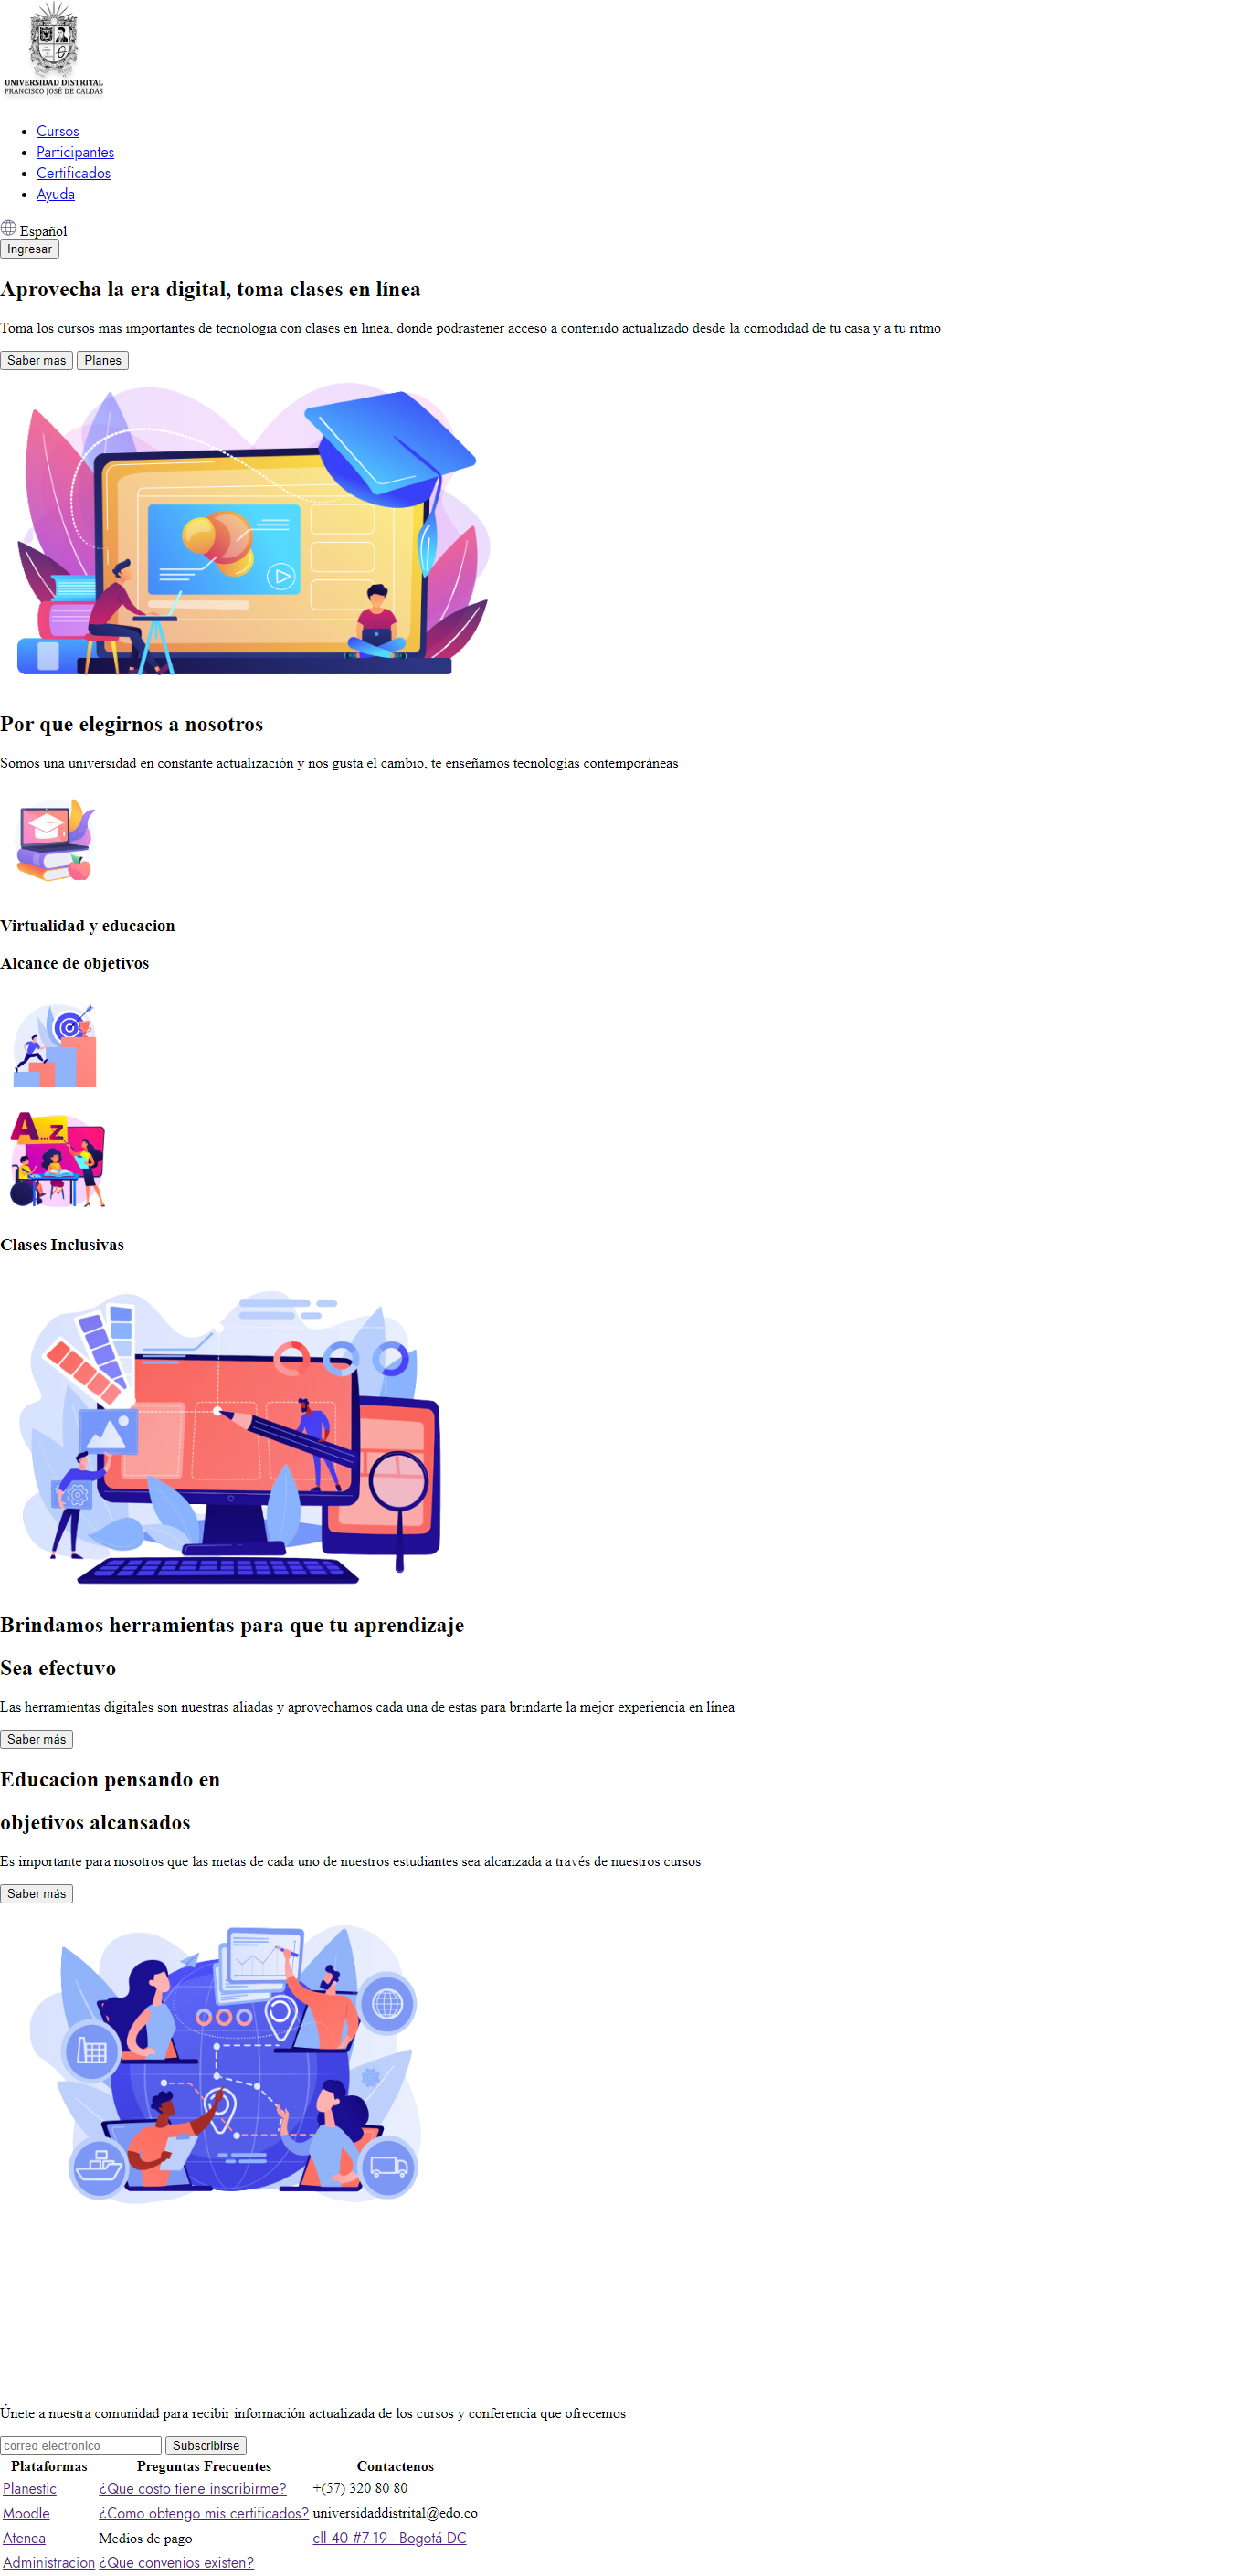 UNIVERSIDAD DISTRITAL
FRANCISCO JOSÉ DE CALDAS
Cursos
Participantes
Certificados
Ayuda
Español
Ingresar
Aprovecha la era digital, toma clases en línea
Toma los cursos mas importantes de tecnologia con clases en linea, donde podrastener acceso a contenido actualizado desde la comodidad de tu casa y a tu ritmo
Saber mas Planes
Por que elegirnos a nosotros
Somos una universidad en constante actualización y nos gusta el cambio, te enseñamos tecnologías contemporáneas
Virtualidad y educacion
Alcance de objetivos
A...z
Clases Inclusivas
Brindamos herramientas para que tu aprendizaje
Sea efectuvo
Las herramientas digitales son nuestras aliadas y aprovechamos cada una de estas para brindarte la mejor experiencia en línea
Saber más
Educacion pensando en
objetivos alcansados
Es importante para nosotros que las metas de cada uno de nuestros estudiantes sea alcanzada a través de nuestros cursos
Saber más
Únete a nuestra comunidad para recibir información actualizada de los cursos y conferencia que ofrecemos
correo electronico Subscribirse
Plataformas Preguntas Frecuentes Contactenos
Planestic ¿Que costo tiene inscribirme? +(57) 320 80 80
Moodle ¿Como obtengo mis certificados? universidaddistrital@edo.co
Atenea Medios de pago cll 40 #7-19 - Bogotá DC
Administracion ¿Que convenios existen?